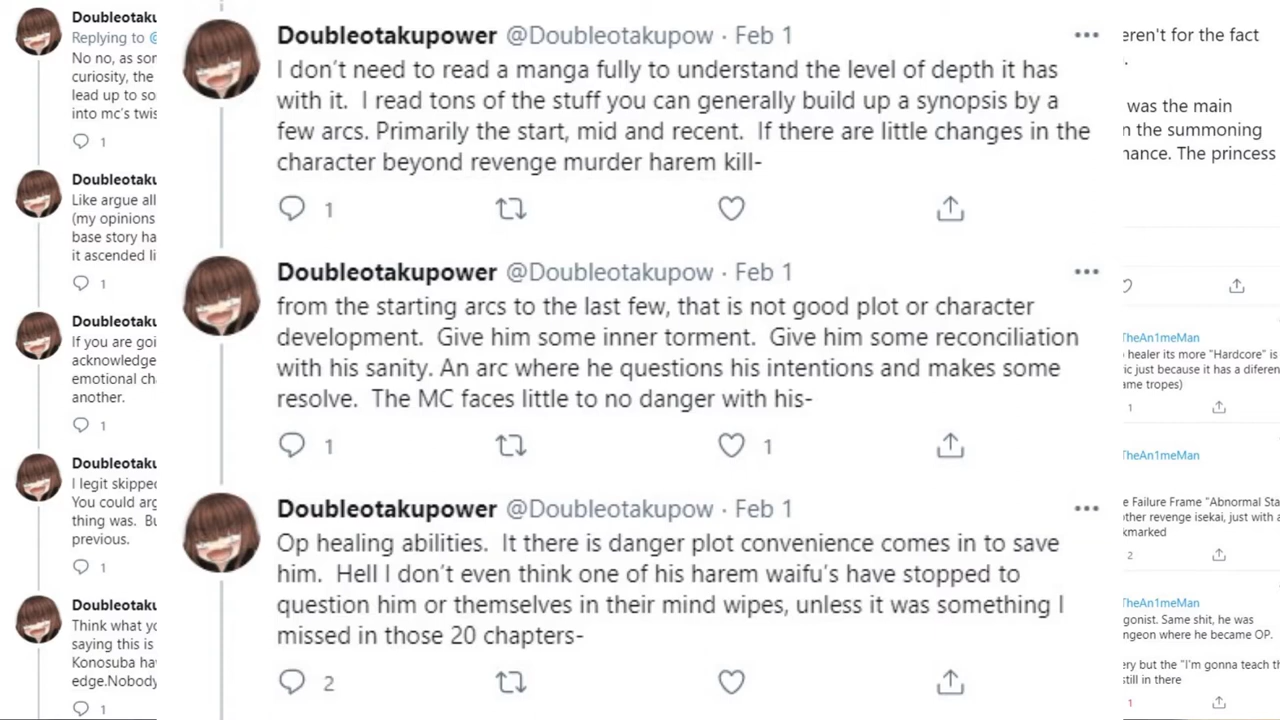 Doubleotaku
Replying to @
No no, as sor
curiosity, the
lead up to so
into mc's twis
1
Doubleotaku
Like argue all
(my opinions
base story ha
it ascended li
1
Doubleotaku
If you are goi
acknowledge
emotional ch
another.
1
Doubleotaku
I legit skipped
You could arg
thing was. Bu
previous.
1
Doubleotaku
Think what yo
saying this is
Konosuba hav
edge.Nobody
1
Doubleotakupower @Doubleotakupow · Feb 1
I don't need to read a manga fully to understand the level of depth it has
with it. I read tons of the stuff you can generally build up a synopsis by a
few arcs. Primarily the start, mid and recent. If there are little changes in the
character beyond revenge murder harem kill-
1
Doubleotakupower @Doubleotakupow · Feb 1
from the starting arcs to the last few, that is not good plot or character
development. Give him some inner torment. Give him some reconciliation
with his sanity. An arc where he questions his intentions and makes some
resolve. The MC faces little to no danger with his-
1 1
Doubleotakupower @Doubleotakupow · Feb 1
Op healing abilities. It there is danger plot convenience comes in to save
him. Hell I don't even think one of his harem waifu's have stopped to
question him or themselves in their mind wipes, unless it was something I
missed in those 20 chapters-
2
eren't for the fact
.
was the main
n the summoning
nance. The princess
TheAn1meMan
healer its more "Hardcore" is
ic just because it has a diferen
ame tropes)
1
TheAn1meMan
e Failure Frame "Abnormal Sta
other revenge isekai, just with a
kmarked
2
TheAn1meMan
gonist. Same shit, he was
ngeon where he became OP.
ery but the "I'm gonna teach th
still in there
1